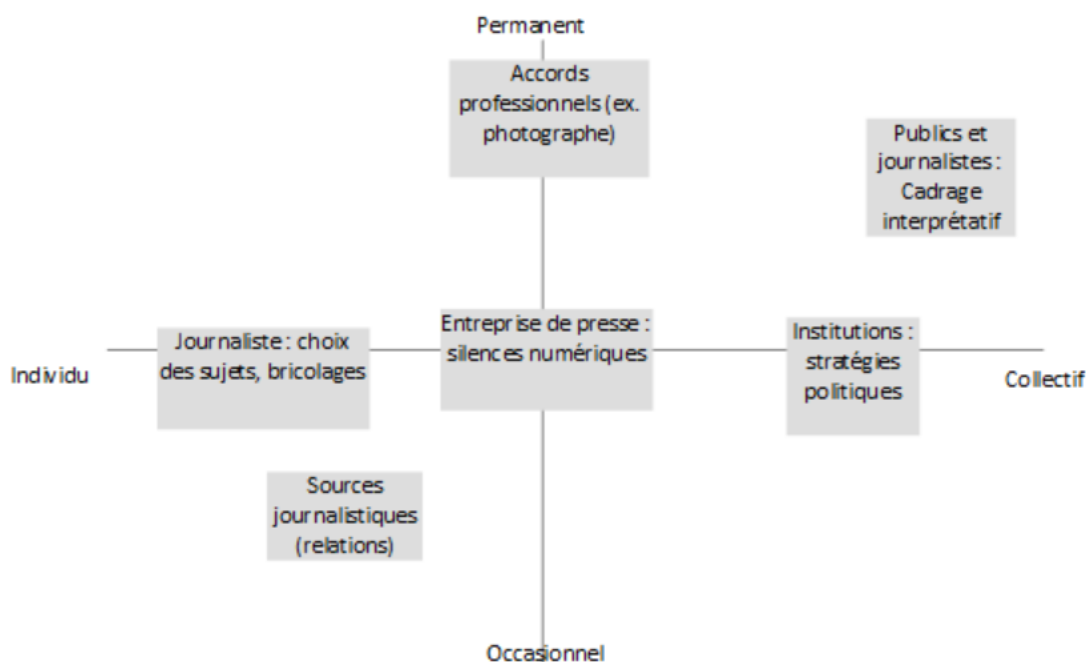 Permanent
Accords
professionnels (ex.
photographe)
Publics et
journalistes :
Cadrage
interprétatif
Entreprise de presse :
silences numériques
Journaliste : choix
des sujets, bricolages
Institutions :
stratégies
politiques
Individu
Collectif
Sources
journalistiques
(relations)
Occasionnel